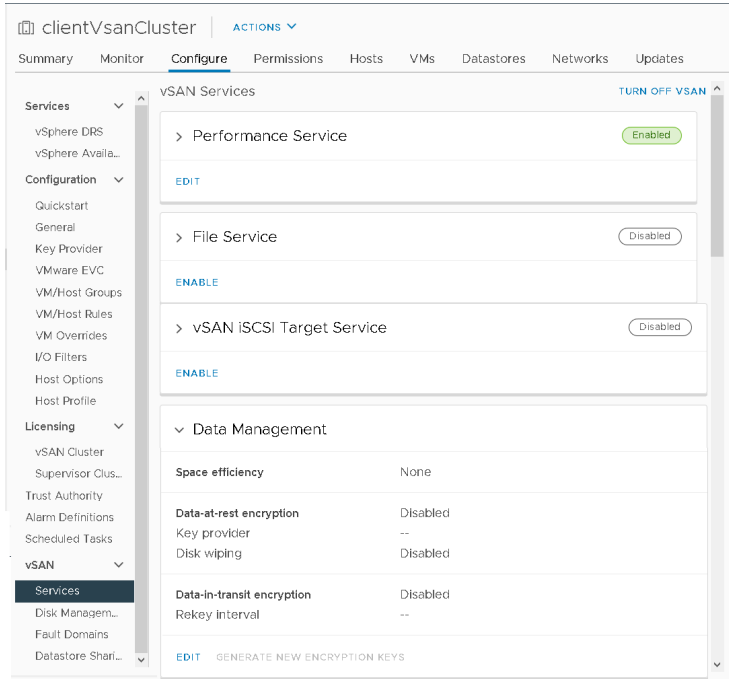 clientVsanCluster ACTIONS
Summary Monitor Configure Permissions Hosts VMs Datastores Networks Updates
Services
vSphere DRS
vSphere Availa...
Configuration
Quickstart
General
Key Provider
VMware EVC
VM/Host Groups
VM/Host Rules
VM Overrides
I/O Filters
Host Options
Host Profile
Licensing
vSAN Cluster
Supervisor Clus...
Trust Authority
Alarm Definitions
Scheduled Tasks
vSAN
Services
Disk Managem...
Fault Domains
Datastore Shari...
vSAN Services TURN OFF VSAN
Performance Service Enabled
EDIT
File Service Disabled
ENABLE
vSAN iSCSI Target Service Disabled
ENABLE
Data Management
Space efficiency None
Data-at-rest encryption Disabled
Key provider --
Disk wiping Disabled
Data-in-transit encryption Disabled
Rekey interval --
EDIT GENERATE NEW ENCRYPTION KEYS